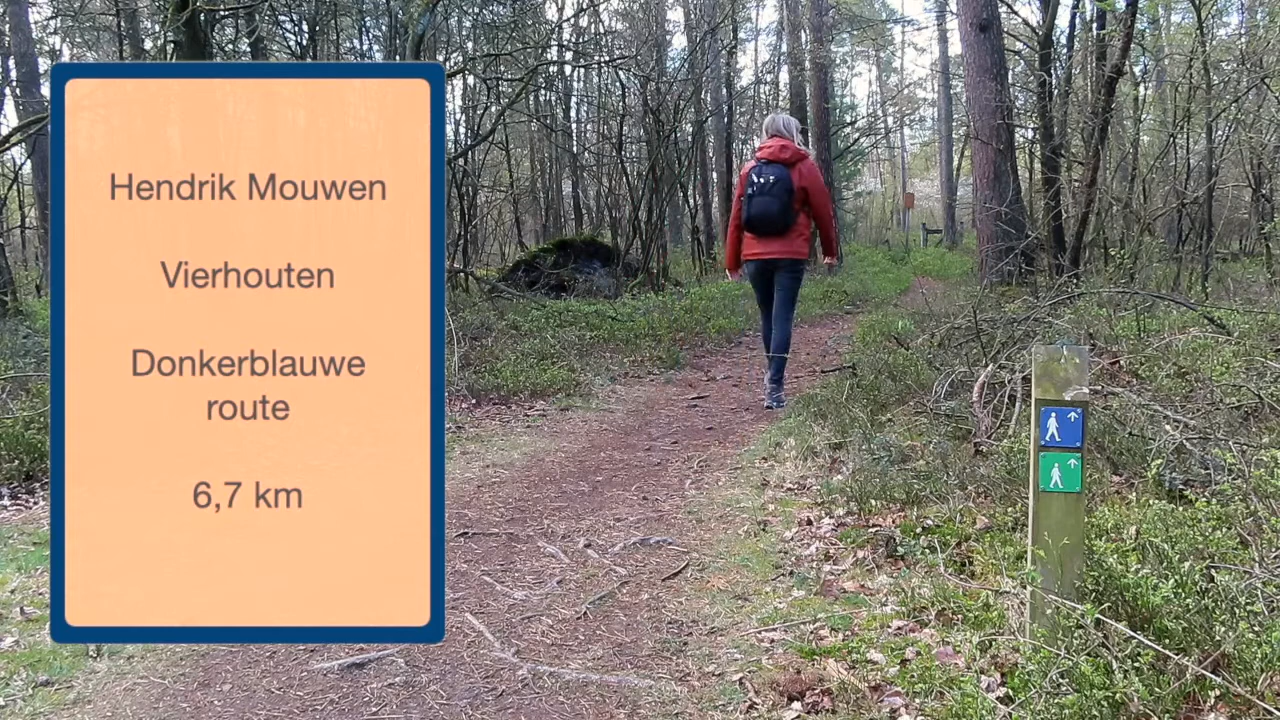 Hendrik Mouwen
Vierhouten
Donkerblauwe
route
6,7 km